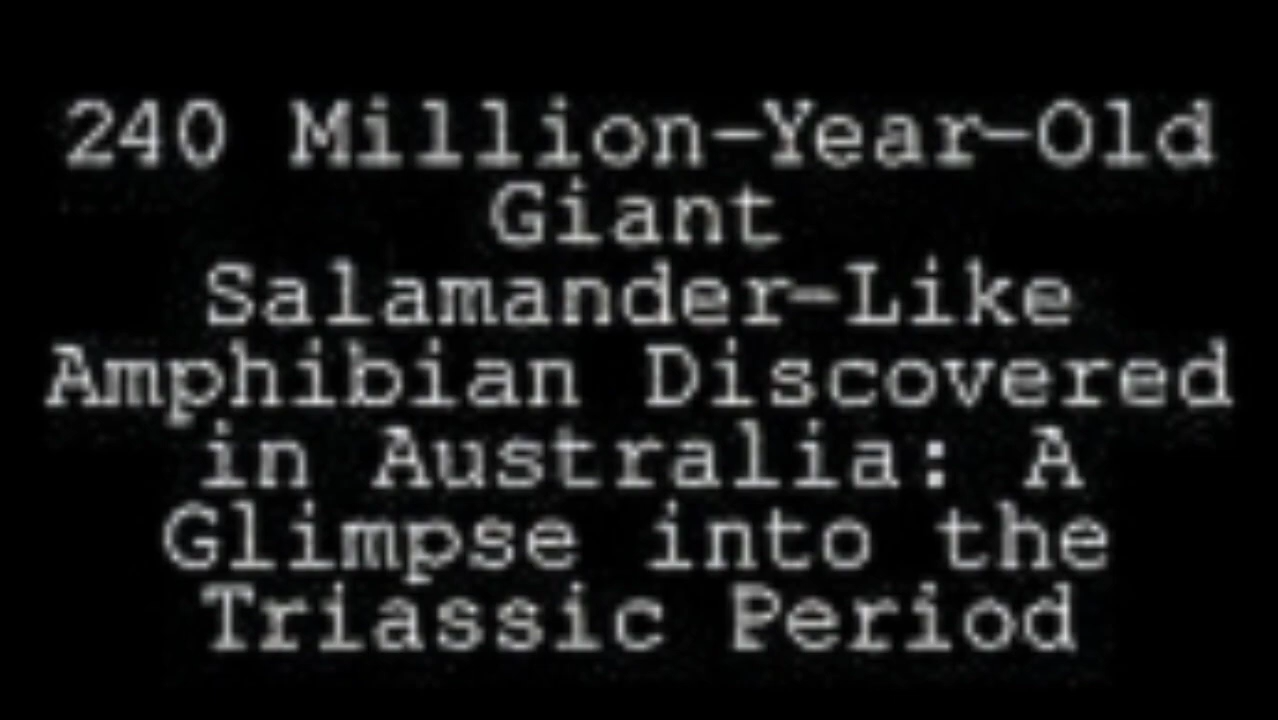 240 Million-Year-Old
Giant
Salamander-Like
Amphibian Discovered
in Australia: A
Glimpse into the
Triassic Period